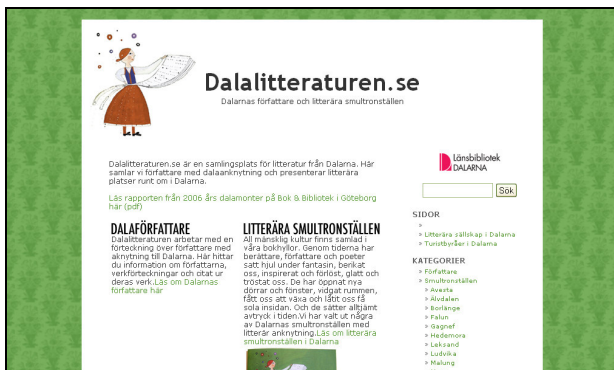 Dalalitteraturen.se
Dalarnas författare och litterära smultronställen
Dalalitteraturen.se är en samlingsplats för litteratur från Dalarna. Här
samlar vi författare med dalaanknytning och presenterar litterära
platser runt om i Dalarna.
Läs rapporten från 2006 års dalamonter på Bok & Bibliotek i Göteborg
här (pdf)
DALAFÖRFATTARE
Dalalitteraturen arbetar med en
förteckning över författare med
aknytning till Dalarna. Här hittar
du information om författarna,
verkförteckningar och citat ur
deras verk.Läs om Dalarnas
författare här
LITTERÄRA SMULTRONSTÄLLEN
All mänsklig kultur finns samlad i
våra bokhyllor. Genom tiderna har
berättare, författare och poeter
satt hjul under fantasin, berikat
oss, inspirerat och förlöst, glatt och
tröstat oss. De har öppnat nya
dörrar och fönster, vidgat rummen,
fått oss att växa och låtit oss få
sola insidan. Och de sätter alltjämt
avtryck i tiden.Vi har valt ut några
av Dalarnas smultronställen med
litterär anknytning.Läs om litterära
smultronställen i Dalarna
Länsbibliotek
DALARNA
Sök
SIDOR
»
» Litterära sällskap i Dalarna
» Turistbyråer i Dalarna
KATEGORIER
» Författare
» Smultronställen
» Avesta
» Älvdalen
» Borlänge
» Falun
» Gagnef
» Hedemora
» Leksand
» Ludvika
» Malung